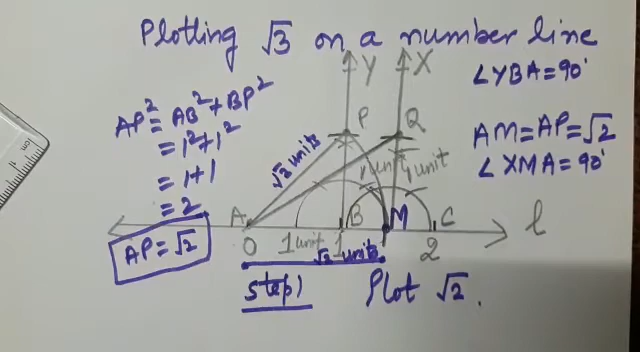 Plotting √3 on a number line
Y X
∠YBA = 90°
AP² = AB² + BP²
= 1² + 1²
= 1+1
= 2
AP = √2
P Q
AM = AP = √2
∠XMA = 90°
√2 units
1 unit 1 unit
A B M C l
0 1 unit 1 2
√2 units
Step 1 Plot √2.